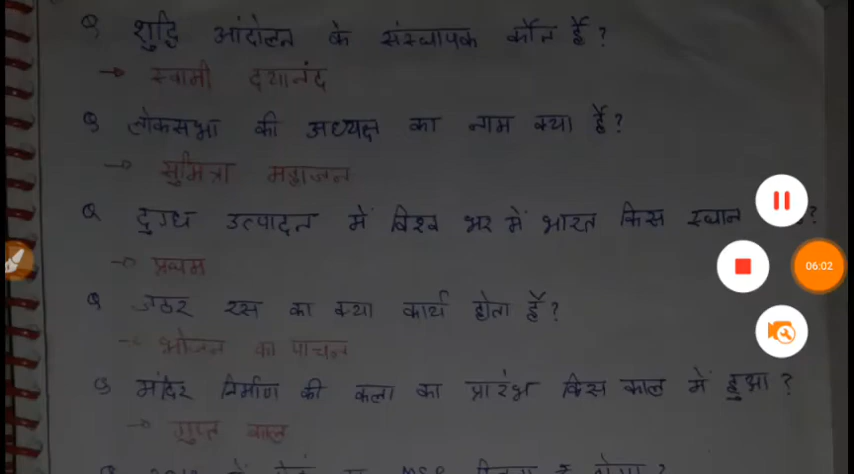 Q शुद्धि आंदोलन के संस्थापक कौन हैं?
→ स्वामी दयानंद
Q लोकसभा की अध्यक्ष का नाम क्या हैं?
→ सुमित्रा महाजन
Q दुग्ध उत्पादन में विश्व भर में भारत किस स्थान ?
→ प्रथम
06:02
Q जठर रस का क्या कार्य होता हैं?
→ भोजन का पाचन
Q मंदिर निर्माण की कला का प्रारंभ किस काल में हुआ?
→ गुप्त काल